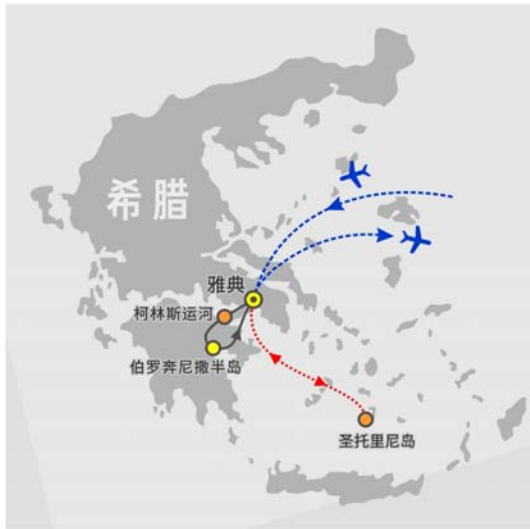 希腊
雅典
柯林斯运河
伯罗奔尼撒半岛
圣托里尼岛